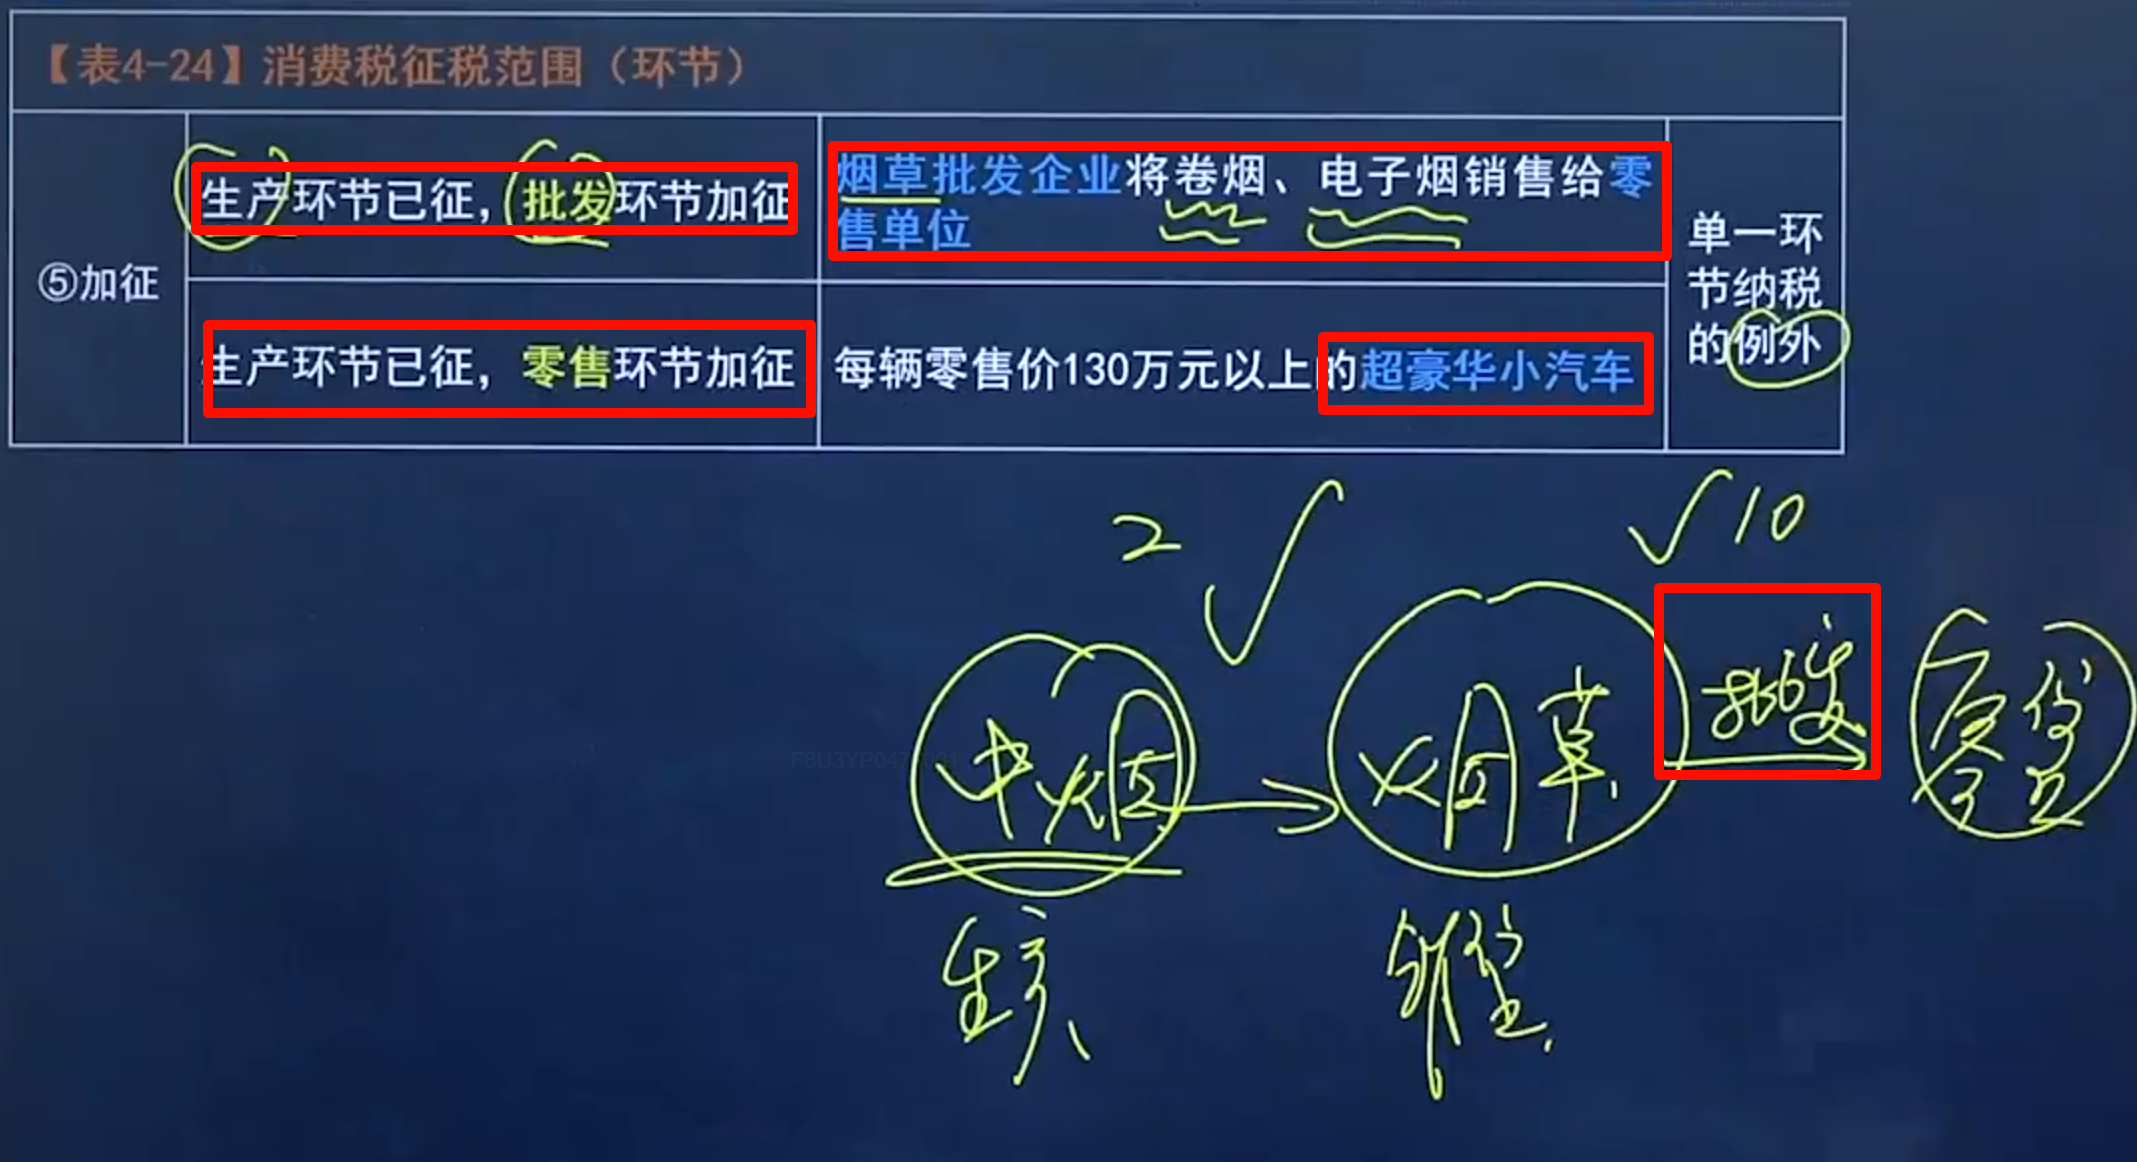 【表4-24】消费税征税范围（环节）
⑤加征
生产环节已征，批发环节加征
烟草批发企业将卷烟、电子烟销售给零
售单位
生产环节已征，零售环节加征
每辆零售价130万元以上的超豪华小汽车
单一环
节纳税
的例外
2
10
中烟
烟草
批发
零售
生产
销售